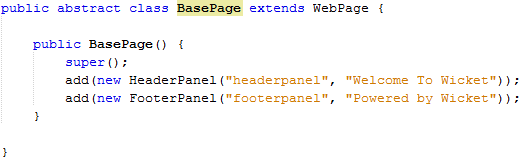 public abstract class BasePage extends WebPage {
public BasePage() {
super();
add(new HeaderPanel("headerpanel", "Welcome To Wicket"));
add(new FooterPanel("footerpanel", "Powered by Wicket"));
}
}